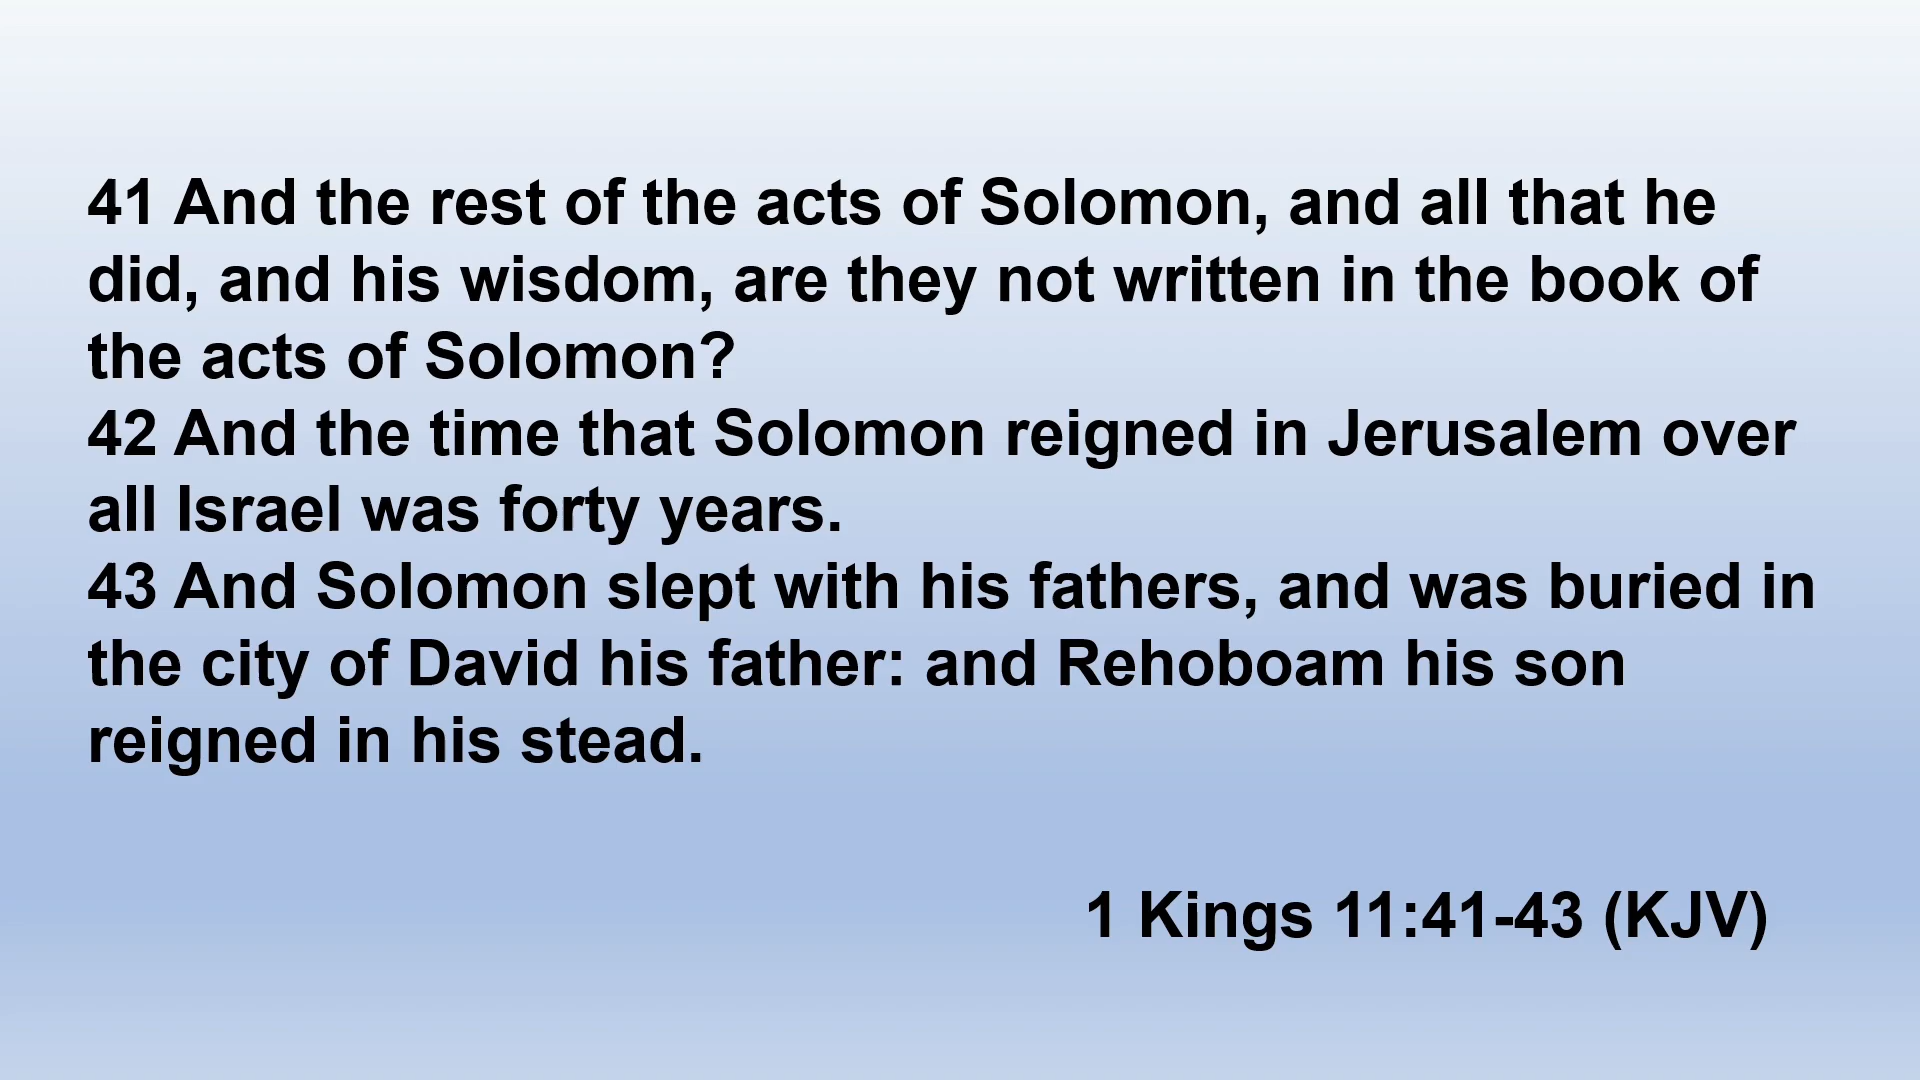 41 And the rest of the acts of Solomon, and all that he
did, and his wisdom, are they not written in the book of
the acts of Solomon?
42 And the time that Solomon reigned in Jerusalem over
all Israel was forty years.
43 And Solomon slept with his fathers, and was buried in
the city of David his father: and Rehoboam his son
reigned in his stead.
1 Kings 11:41-43 (KJV)